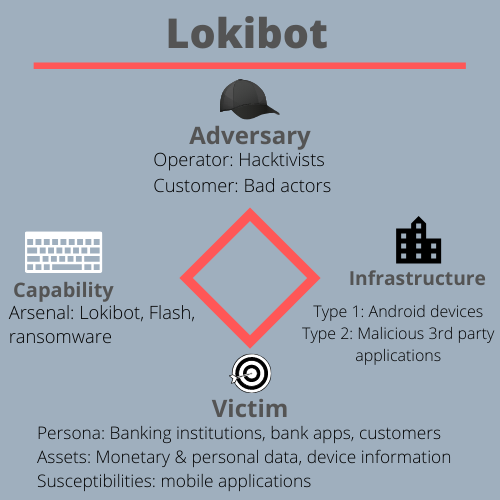 Lokibot
Adversary
Operator: Hacktivists
Customer: Bad actors
Capability
Arsenal: Lokibot, Flash,
ransomware
Infrastructure
Type 1: Android devices
Type 2: Malicious 3rd party
applications
Victim
Persona: Banking institutions, bank apps, customers
Assets: Monetary & personal data, device information
Susceptibilities: mobile applications